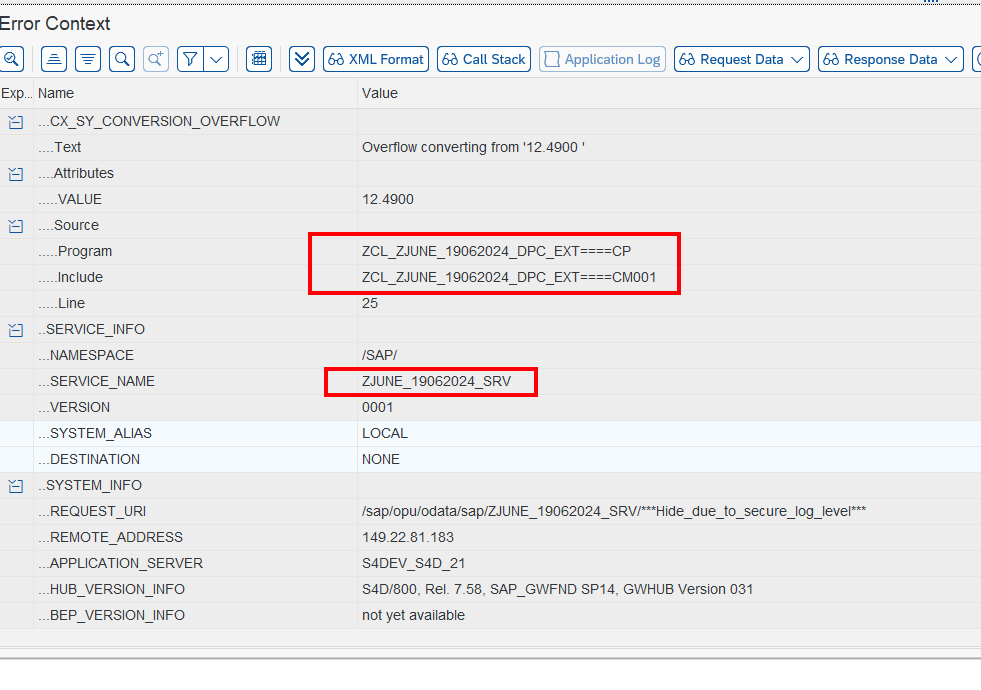 Error Context
XML Format Call Stack Application Log Request Data Response Data
Exp... Name Value
...CX_SY_CONVERSION_OVERFLOW
....Text Overflow converting from '12.4900 '
....Attributes
.....VALUE 12.4900
....Source
.....Program ZCL_ZJUNE_19062024_DPC_EXT====CP
.....Include ZCL_ZJUNE_19062024_DPC_EXT====CM001
.....Line 25
..SERVICE_INFO
...NAMESPACE /SAP/
...SERVICE_NAME ZJUNE_19062024_SRV
...VERSION 0001
...SYSTEM_ALIAS LOCAL
...DESTINATION NONE
..SYSTEM_INFO
...REQUEST_URI /sap/opu/odata/sap/ZJUNE_19062024_SRV/***Hide_due_to_secure_log_level***
...REMOTE_ADDRESS 149.22.81.183
...APPLICATION_SERVER S4DEV_S4D_21
...HUB_VERSION_INFO S4D/800, Rel. 7.58, SAP_GWFND SP14, GWHUB Version 031
...BEP_VERSION_INFO not yet available